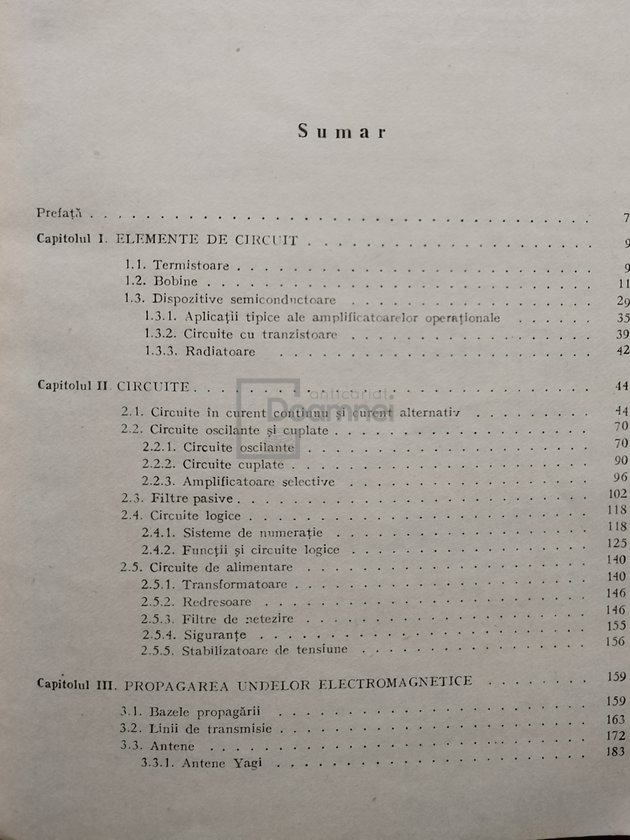 Sumar
Prefață . . . . . . . . . . . . . . . . . . . . 7
Capitolul I. ELEMENTE DE CIRCUIT . . . . . . . . . . 9
1.1. Termistoare . . . . . . . . . . 9
1.2. Bobine . . . . . . . . . . 11
1.3. Dispozitive semiconductoare . . . . . . . . . . 29
1.3.1. Aplicații tipice ale amplificatoarelor operaționale . . . . . . 35
1.3.2. Circuite cu tranzistoare . . . . . . . . . . 39
1.3.3. Radiatoare . . . . . . . . . . 42
Capitolul II. CIRCUITE . . . . . . . . . . 44
2.1. Circuite în curent continuu și curent alternativ . . . . . . . . 44
2.2. Circuite oscilante și cuplate . . . . . . . . . . 70
2.2.1. Circuite oscilante . . . . . . . . . . 70
2.2.2. Circuite cuplate . . . . . . . . . . 90
2.2.3. Amplificatoare selective . . . . . . . . . . 96
2.3. Filtre pasive . . . . . . . . . . 102
2.4. Circuite logice . . . . . . . . . . 118
2.4.1. Sisteme de numerație . . . . . . . . . . 118
2.4.2. Funcții și circuite logice . . . . . . . . . . 125
2.5. Circuite de alimentare . . . . . . . . . . 140
2.5.1. Transformatoare . . . . . . . . . . 140
2.5.2. Redresoare . . . . . . . . . . 146
2.5.3. Filtre de netezire . . . . . . . . . . 146
2.5.4. Siguranțe . . . . . . . . . . 155
2.5.5. Stabilizatoare de tensiune . . . . . . . . . . 156
Capitolul III. PROPAGAREA UNDELOR ELECTROMAGNETICE . . . . . . . 159
3.1. Bazele propagării . . . . . . . . . . 159
3.2. Linii de transmisie . . . . . . . . . . 163
3.3. Antene . . . . . . . . . . 172
3.3.1. Antene Yagi . . . . . . . . . . 183
anticariat
Doamnei